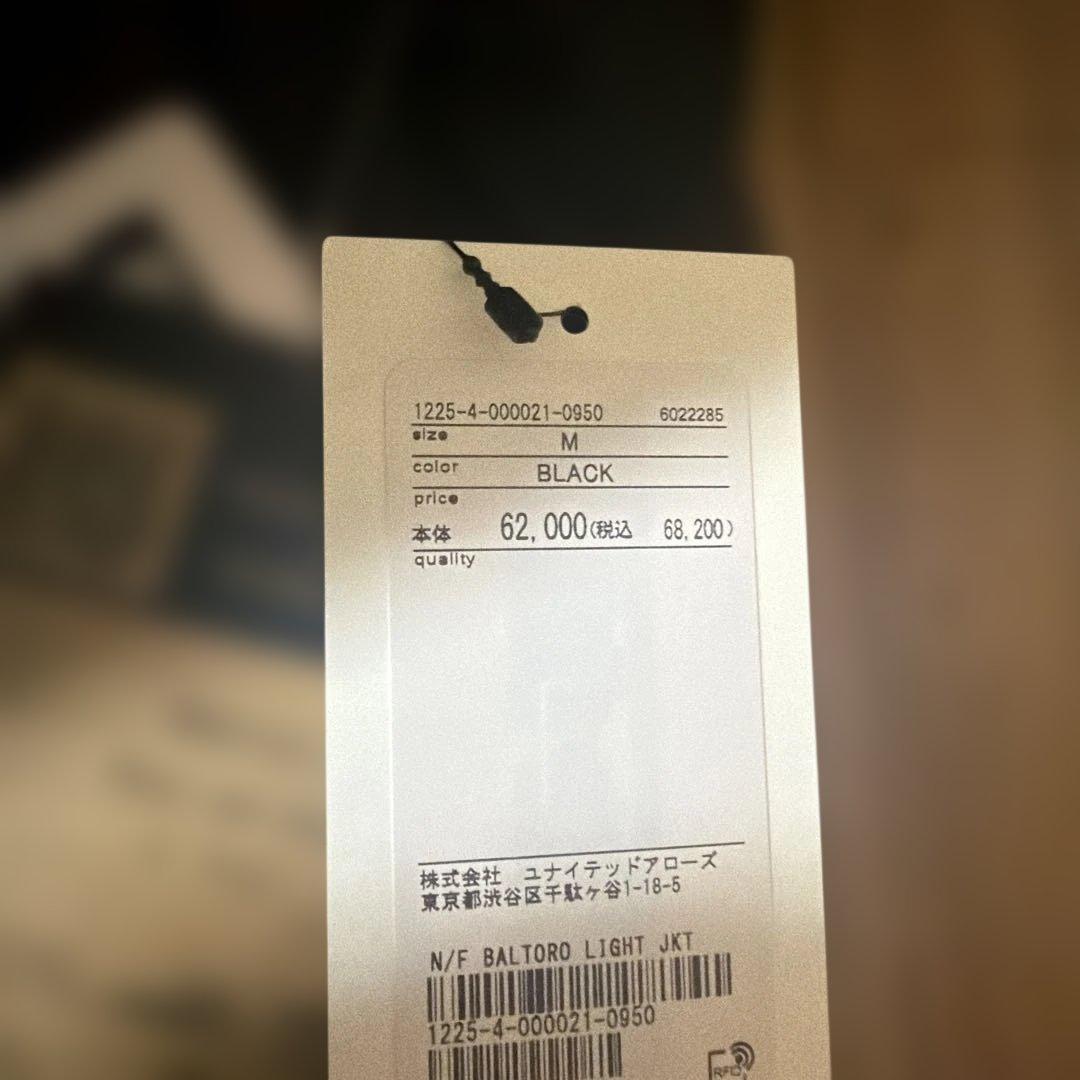 1225-4-000021-0950 6022285
size M
color BLACK
price
本体 62,000(税込 68,200)
quality
株式会社 ユナイテッドアローズ
東京都渋谷区千駄ヶ谷1-18-5
N/F BALTORO LIGHT JKT
1225-4-000021-0950
RFID